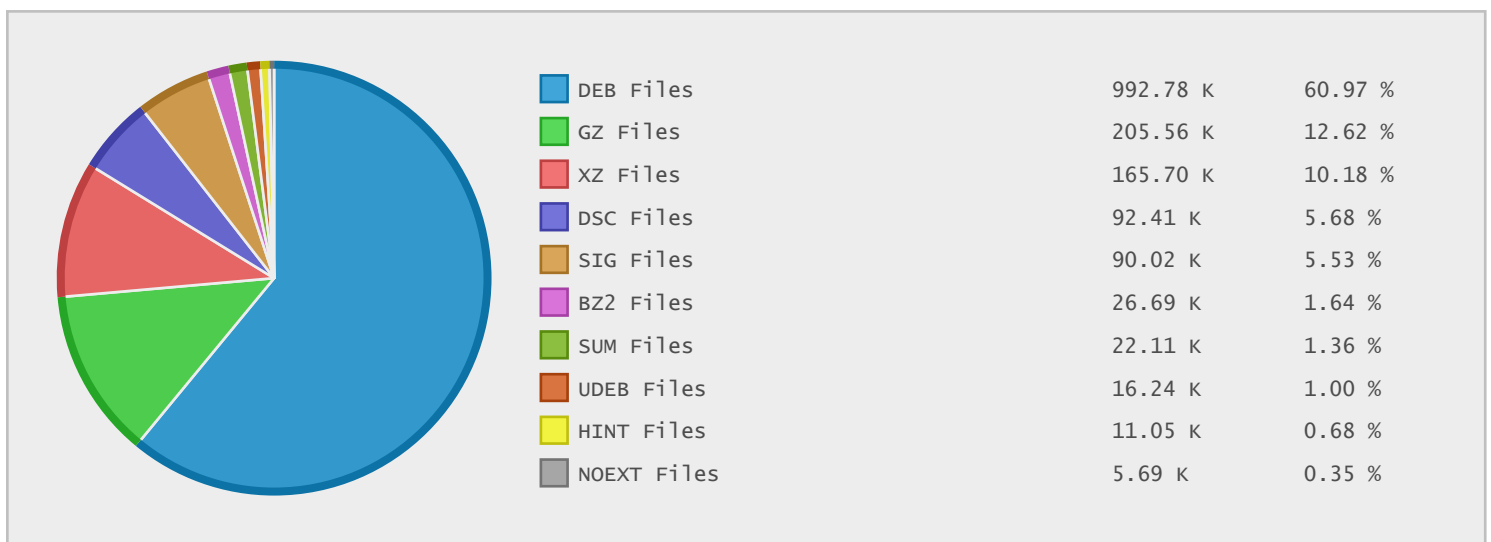 DEB Files 992.78 K 60.97 %
GZ Files 205.56 K 12.62 %
XZ Files 165.70 K 10.18 %
DSC Files 92.41 K 5.68 %
SIG Files 90.02 K 5.53 %
BZ2 Files 26.69 K 1.64 %
SUM Files 22.11 K 1.36 %
UDEB Files 16.24 K 1.00 %
HINT Files 11.05 K 0.68 %
NOEXT Files 5.69 K 0.35 %